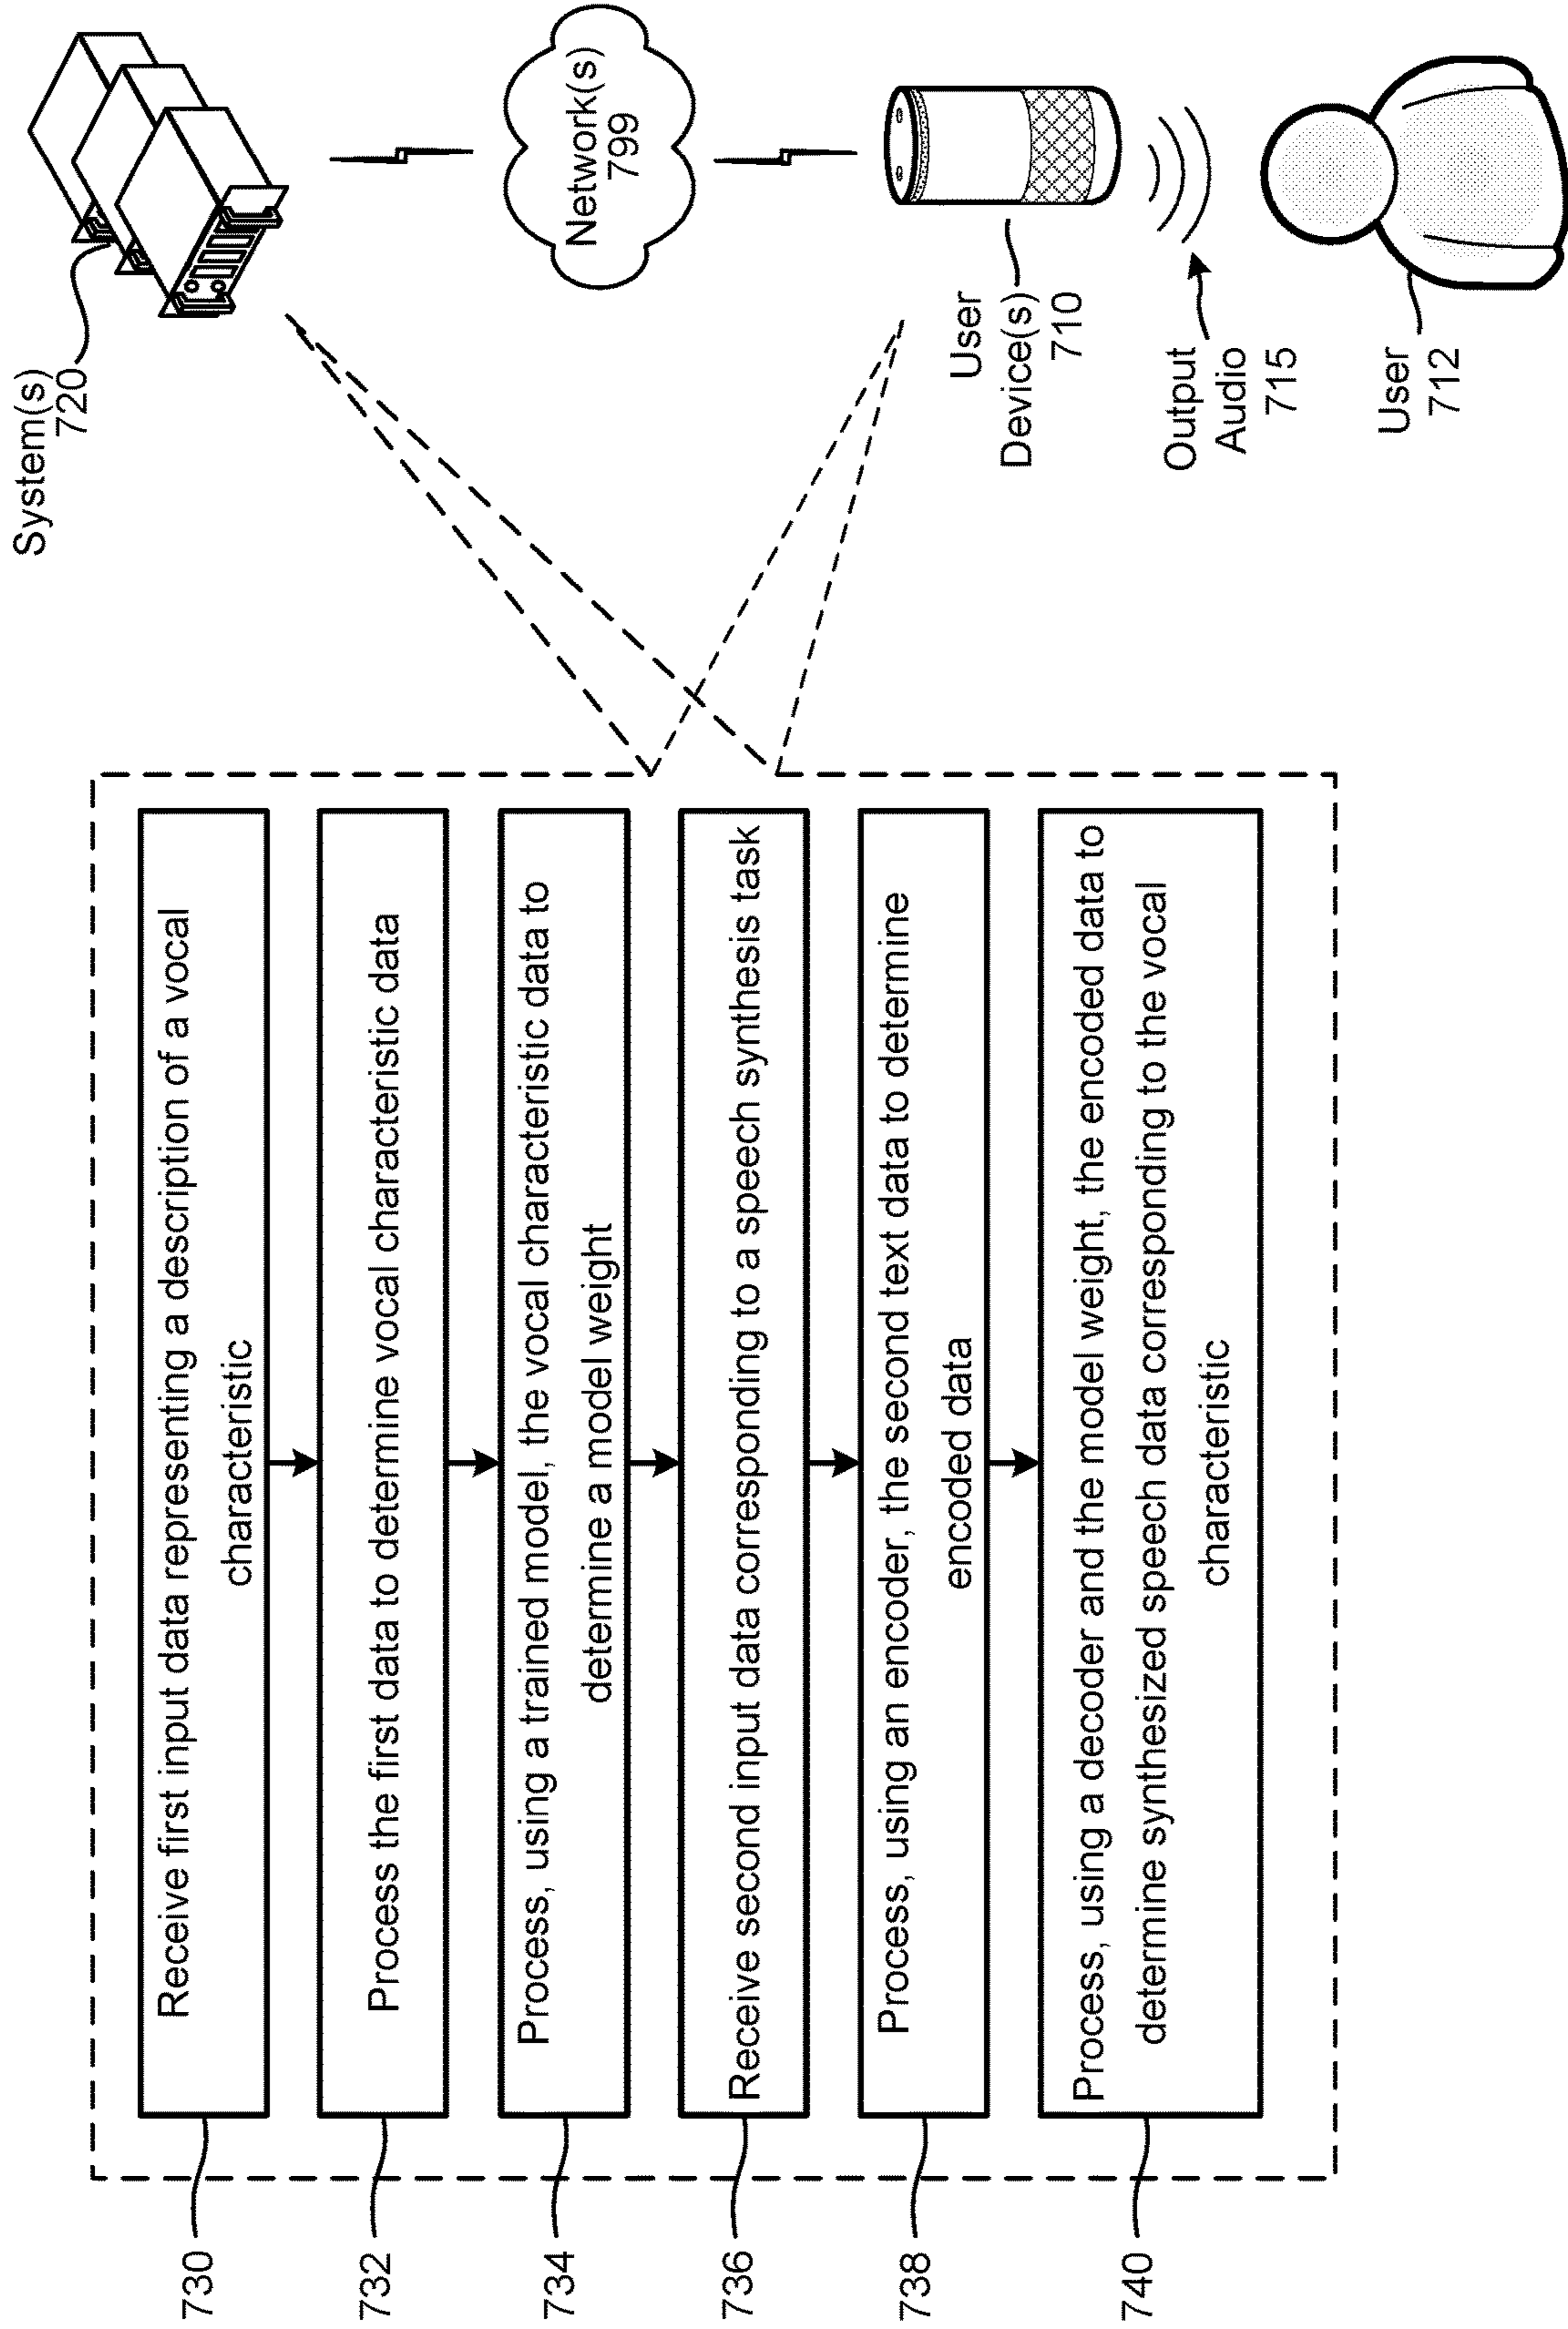 730
Receive first input data representing a description of a vocal
characteristic
732
Process the first data to determine vocal characteristic data
734
Process, using a trained model, the vocal characteristic data to
determine a model weight
736
Receive second input data corresponding to a speech synthesis task
738
Process, using an encoder, the second text data to determine
encoded data
740
Process, using a decoder and the model weight, the encoded data to
determine synthesized speech data corresponding to the vocal
characteristic
System(s)
720
Network(s)
799
User
Device(s)
710
Output
Audio
715
User
712